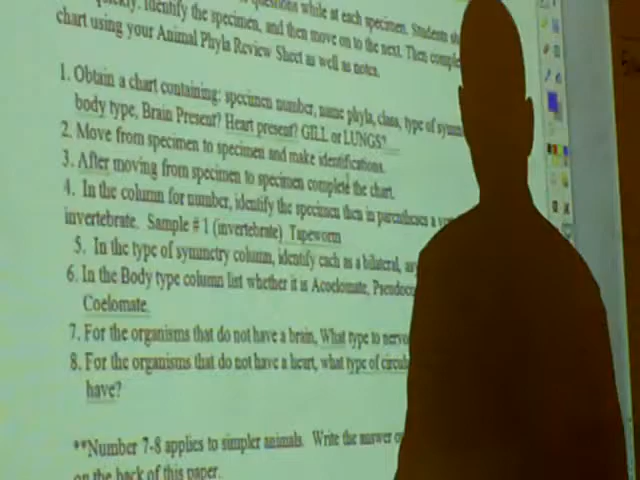 quickly. Identify the specimen, and then move on to the next. Then
chart using your Animal Phyla Review Sheet as well as notes.
1. Obtain a chart containing: specimen number, name phyla, class, type of
body type, Brain Present? Heart present? GILL or LUNGS?
2. Move from specimen to specimen and make identifications.
3. After moving from specimen to specimen complete the chart.
4. In the column for number, identify the specimen then in parentheses a
invertebrate. Sample # 1 (invertebrate) Tapeworm
5. In the type of symmetry column, identify each as a bilateral,
6. In the Body type column list whether it is Acoelomate,
Coelomate.
7. For the organisms that do not have a brain, What type to
8. For the organisms that do not have a heart, what type of
have?
**Number 7-8 applies to simpler animals. Write the answer
on the back of this paper.